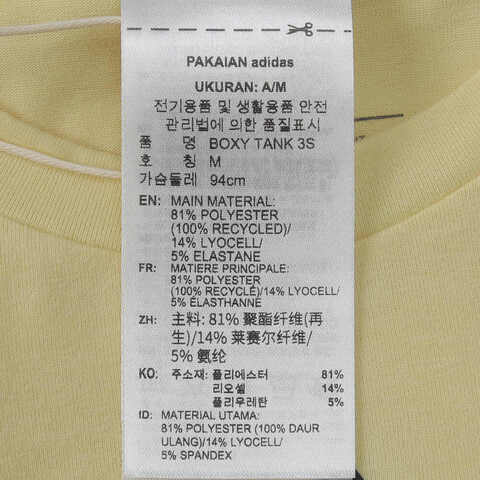 PAKAIAN adidas
UKURAN: A/M
전기용품 및 생활용품 안전
관리법에 의한 품질표시
품 명 BOXY TANK 3S
호 칭 M
가슴둘레 94cm
EN: MAIN MATERIAL:
81% POLYESTER
(100% RECYCLED)/
14% LYOCELL/
5% ELASTANE
FR: MATIERE PRINCIPALE:
81% POLYESTER
(100% RECYCLÉ)/14% LYOCELL/
5% ÉLASTHANNE
ZH: 主料: 81% 聚酯纤维(再
生)/14% 莱赛尔纤维/
5% 氨纶
KO: 주소재: 폴리에스터 81%
리오셀 14%
폴리우레탄 5%
ID: MATERIAL UTAMA:
81% POLYESTER (100% DAUR
ULANG)/14% LYOCELL/
5% SPANDEX